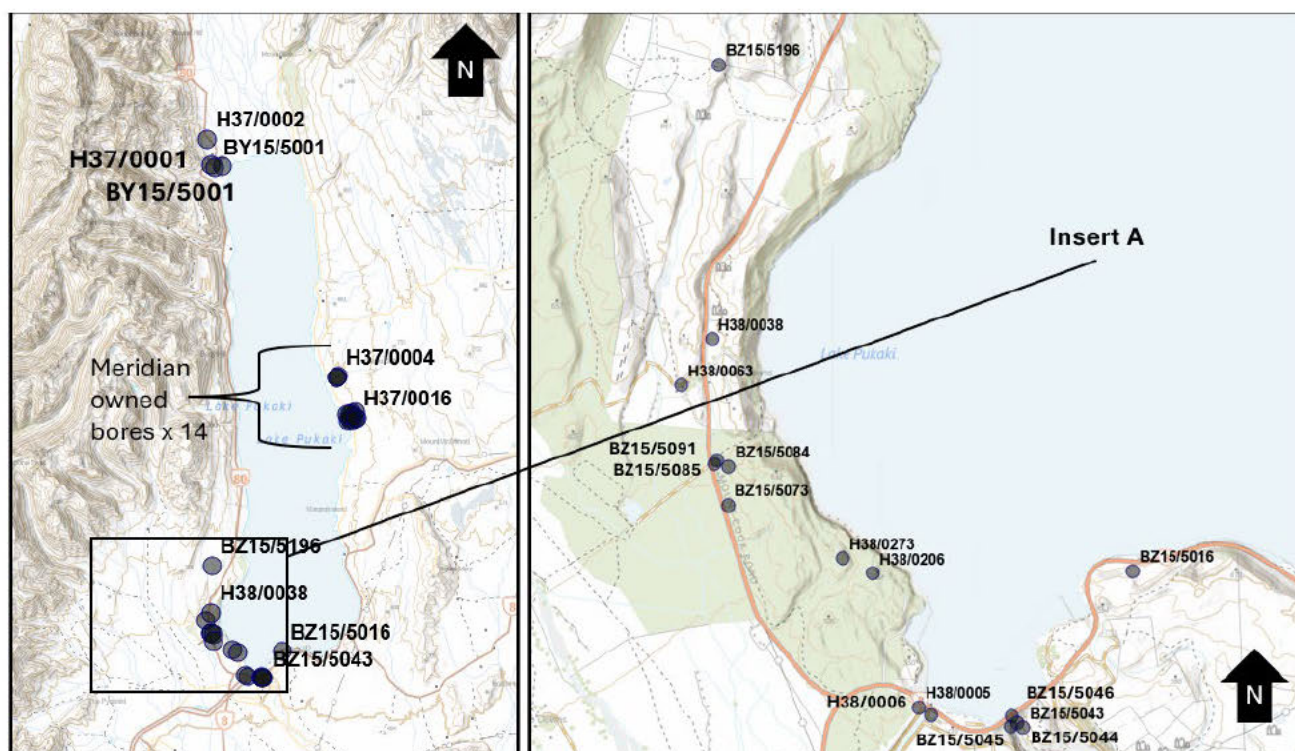 N
H37/0002
BY15/5001
H37/0001
BY15/5001
H37/0004
Meridian
owned
bores x 14
H37/0016
Lake Pukaki
Lake Pukaki
80
BZ15/5196
H38/0038
BZ15/5016
BZ15/5043
8
8
BZ15/5196
Insert A
H38/0038
Lake Pukaki
H38/0063
BZ15/5091
BZ15/5084
BZ15/5085
BZ15/5073
H38/0273
H38/0206
BZ15/5016
H38/0005
H38/0006
BZ15/5046
BZ15/5043
BZ15/5045
BZ15/5044
N